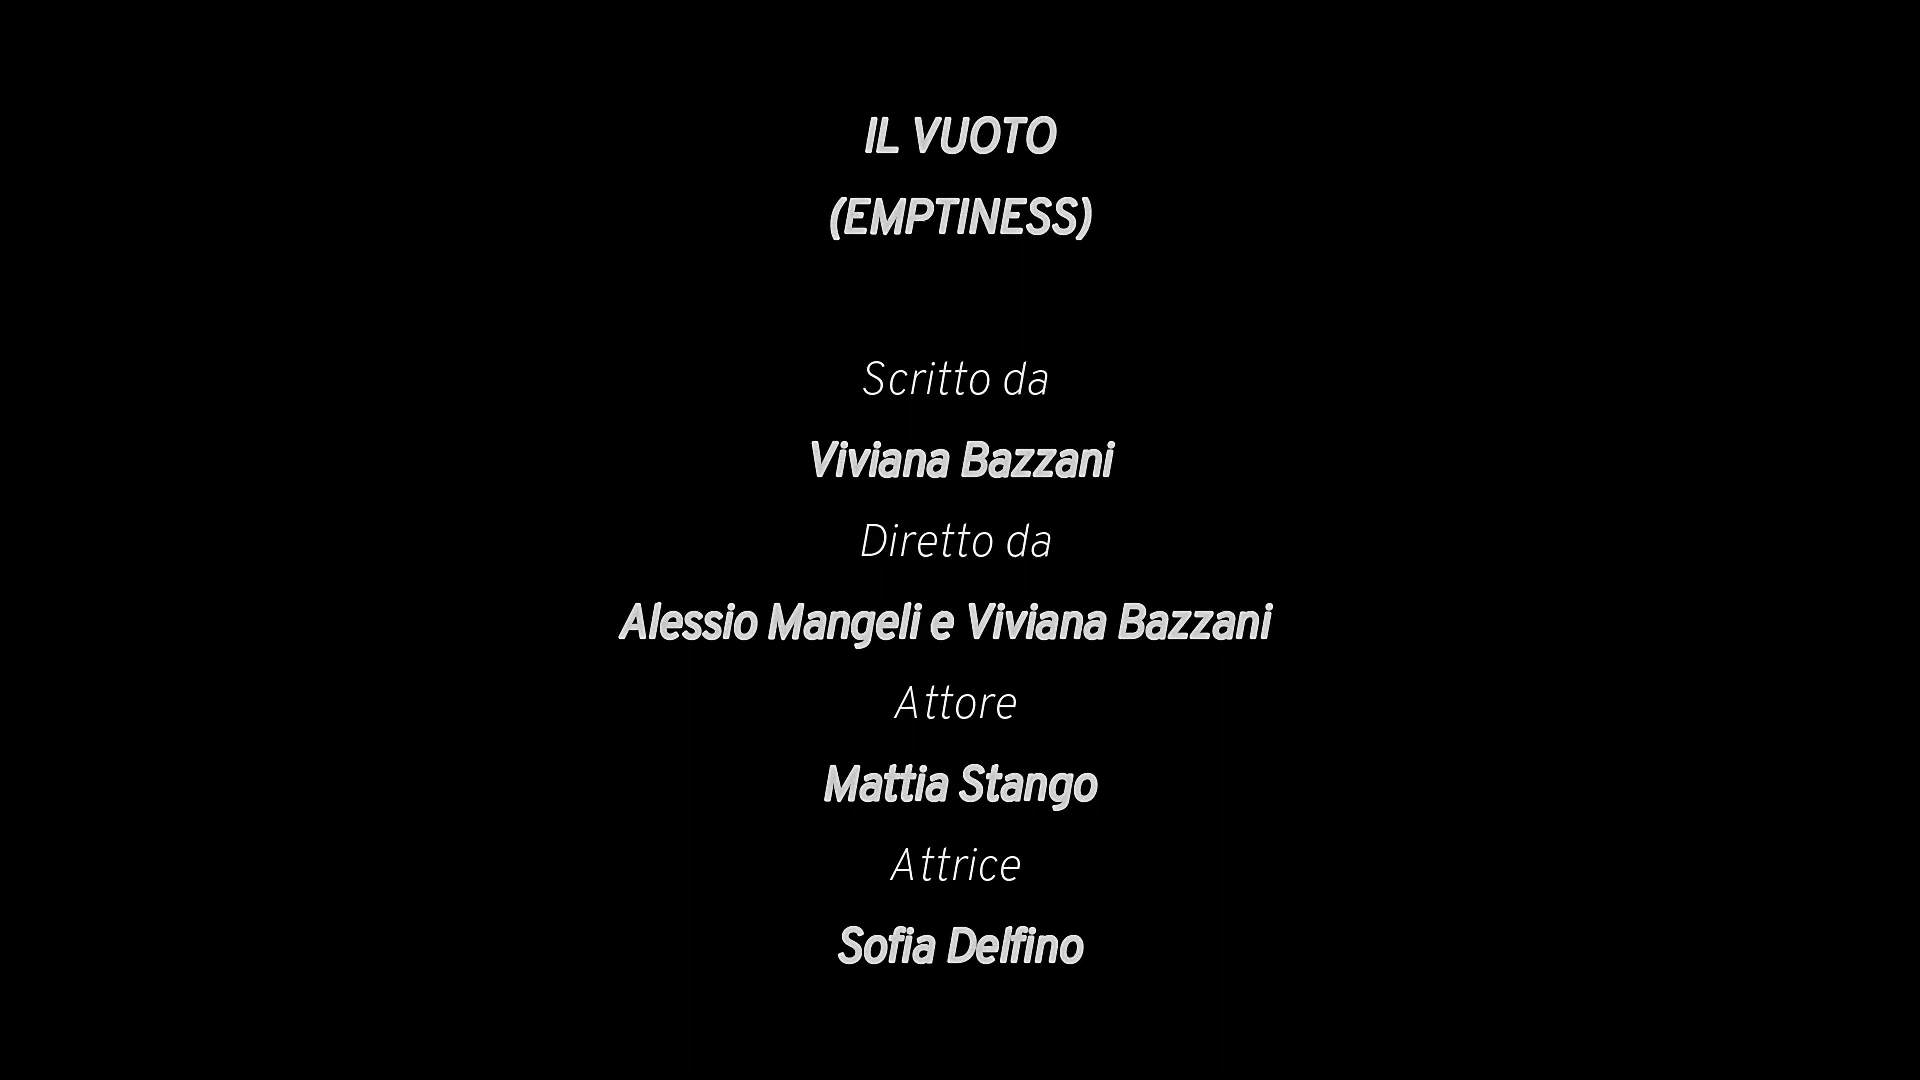 IL VUOTO
(EMPTINESS)
Scritto da
Viviana Bazzani
Diretto da
Alessio Mangeli e Viviana Bazzani
Attore
Mattia Stango
Attrice
Sofia Delfino